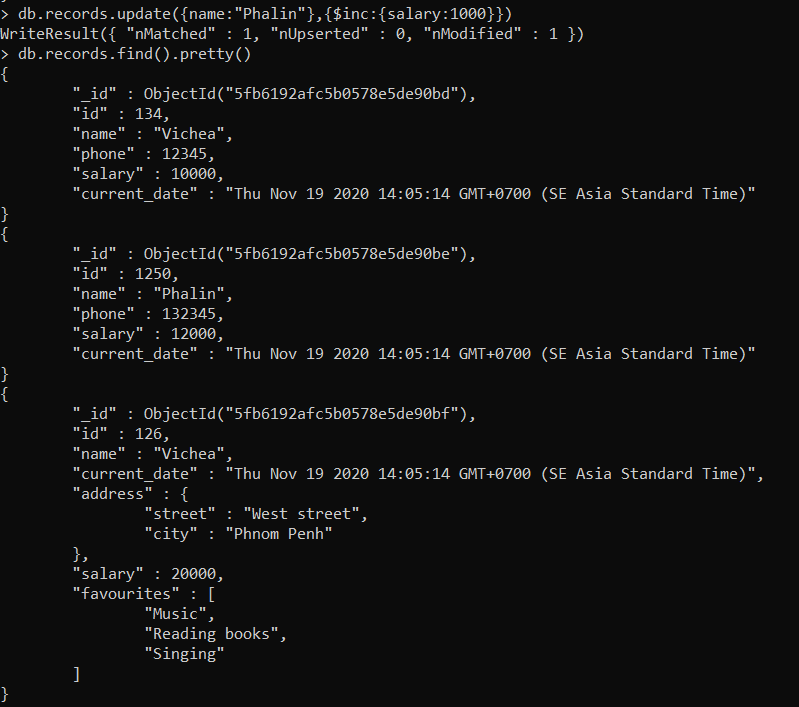 > db.records.update({name:"Phalin"},{$inc:{salary:1000}})
WriteResult({ "nMatched" : 1, "nUpserted" : 0, "nModified" : 1 })
> db.records.find().pretty()
{
        "_id" : ObjectId("5fb6192afc5b0578e5de90bd"),
        "id" : 134,
        "name" : "Vichea",
        "phone" : 12345,
        "salary" : 10000,
        "current_date" : "Thu Nov 19 2020 14:05:14 GMT+0700 (SE Asia Standard Time)"
}
{
        "_id" : ObjectId("5fb6192afc5b0578e5de90be"),
        "id" : 1250,
        "name" : "Phalin",
        "phone" : 132345,
        "salary" : 12000,
        "current_date" : "Thu Nov 19 2020 14:05:14 GMT+0700 (SE Asia Standard Time)"
}
{
        "_id" : ObjectId("5fb6192afc5b0578e5de90bf"),
        "id" : 126,
        "name" : "Vichea",
        "current_date" : "Thu Nov 19 2020 14:05:14 GMT+0700 (SE Asia Standard Time)",
        "address" : {
                "street" : "West street",
                "city" : "Phnom Penh"
        },
        "salary" : 20000,
        "favourites" : [
                "Music",
                "Reading books",
                "Singing"
        ]
}